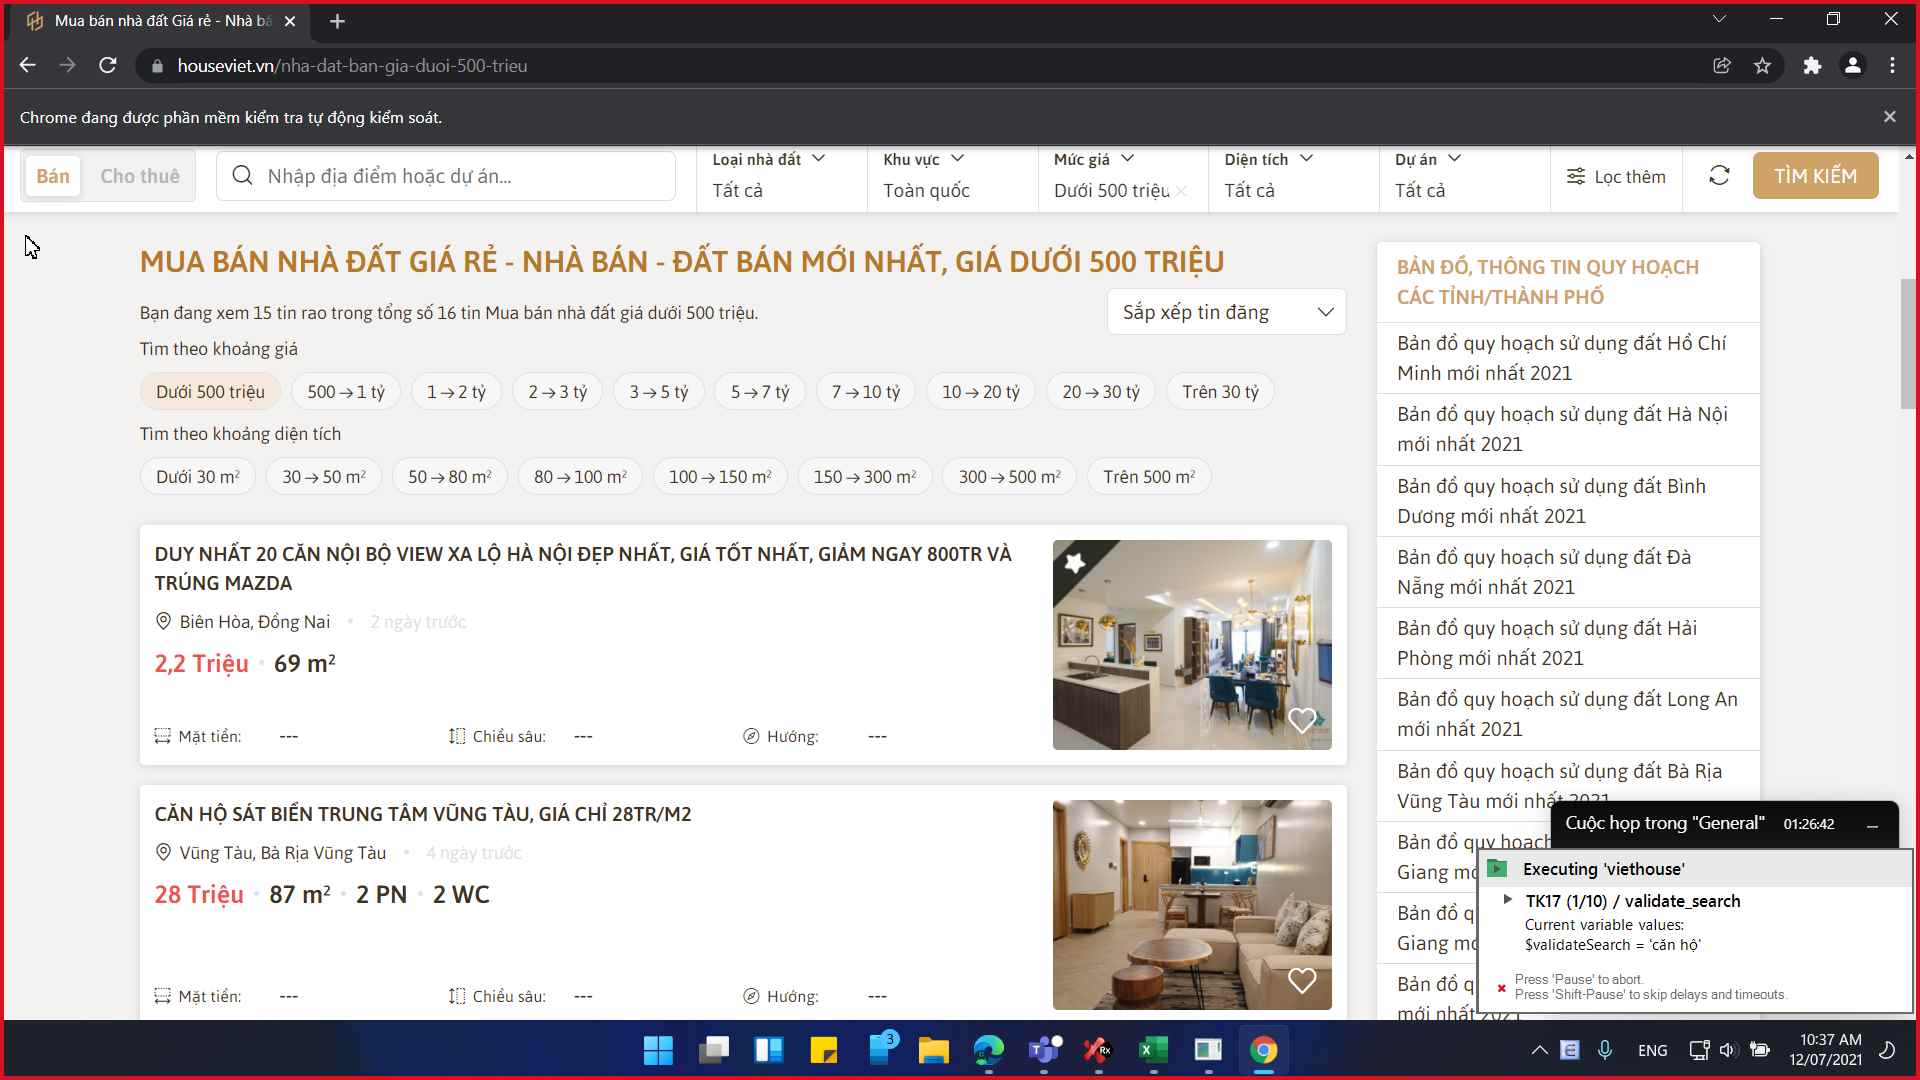 Mua bán nhà đất Giá rẻ - Nhà bá
houseviet.vn/nha-dat-ban-gia-duoi-500-trieu
Chrome đang được phần mềm kiểm tra tự động kiểm soát.
Bán
Cho thuê
Nhập địa điểm hoặc dự án...
Loại nhà đất
Tất cả
Khu vực
Toàn quốc
Mức giá
Dưới 500 triệu
Diện tích
Tất cả
Dự án
Tất cả
Lọc thêm
TÌM KIẾM
MUA BÁN NHÀ ĐẤT GIÁ RẺ - NHÀ BÁN - ĐẤT BÁN MỚI NHẤT, GIÁ DƯỚI 500 TRIỆU
Bạn đang xem 15 tin rao trong tổng số 16 tin Mua bán nhà đất giá dưới 500 triệu.
Sắp xếp tin đăng
Tìm theo khoảng giá
Dưới 500 triệu
500→1 tỷ
1→2 tỷ
2→3 tỷ
3→5 tỷ
5→7 tỷ
7→10 tỷ
10→20 tỷ
20→30 tỷ
Trên 30 tỷ
Tìm theo khoảng diện tích
Dưới 30 m²
30→50 m²
50→80 m²
80→100 m²
100→150 m²
150→300 m²
300→500 m²
Trên 500 m²
DUY NHẤT 20 CĂN NỘI BỘ VIEW XA LỘ HÀ NỘI ĐẸP NHẤT, GIÁ TỐT NHẤT, GIẢM NGAY 800TR VÀ
TRÚNG MAZDA
Biên Hòa, Đồng Nai • 2 ngày trước
2,2 Triệu • 69 m²
Mặt tiền: ---
Chiều sâu: ---
Hướng: ---
CĂN HỘ SÁT BIỂN TRUNG TÂM VŨNG TÀU, GIÁ CHỈ 28TR/M2
Vũng Tàu, Bà Rịa Vũng Tàu • 4 ngày trước
28 Triệu • 87 m² • 2 PN • 2 WC
Mặt tiền: ---
Chiều sâu: ---
Hướng: ---
BẢN ĐỒ, THÔNG TIN QUY HOẠCH
CÁC TỈNH/THÀNH PHỐ
Bản đồ quy hoạch sử dụng đất Hồ Chí
Minh mới nhất 2021
Bản đồ quy hoạch sử dụng đất Hà Nội
mới nhất 2021
Bản đồ quy hoạch sử dụng đất Bình
Dương mới nhất 2021
Bản đồ quy hoạch sử dụng đất Đà
Nẵng mới nhất 2021
Bản đồ quy hoạch sử dụng đất Hải
Phòng mới nhất 2021
Bản đồ quy hoạch sử dụng đất Long An
mới nhất 2021
Bản đồ quy hoạch sử dụng đất Bà Rịa
Vũng Tàu mới nhất 2021
Bản đồ quy hoạch
Giang
Bản đồ
Giang
Bản đồ
mới nhất 2021
Cuộc họp trong "General" 01:26:42
Executing 'viethouse'
TK17 (1/10) / validate_search
Current variable values:
$validateSearch = 'căn hộ'
Press 'Pause' to abort.
Press 'Shift-Pause' to skip delays and timeouts.
3
Rx
ENG
10:37 AM
12/07/2021